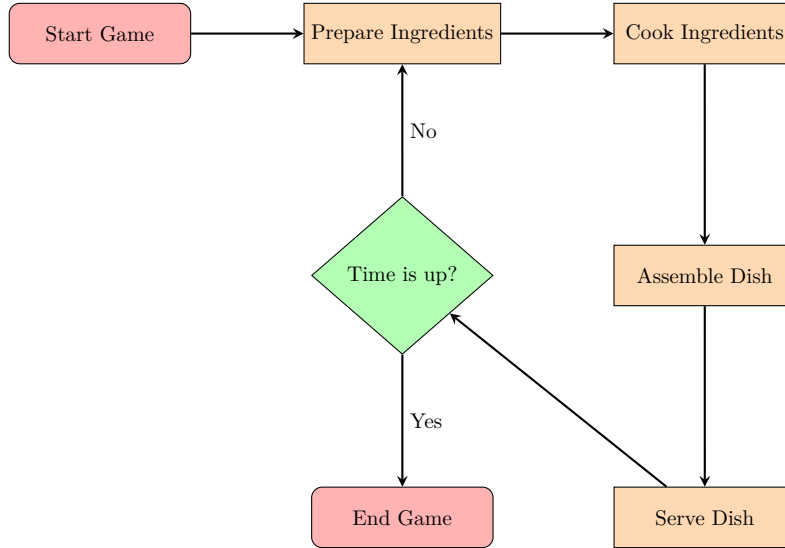 Start Game
Prepare Ingredients
Cook Ingredients
No
Time is up?
Assemble Dish
Yes
End Game
Serve Dish